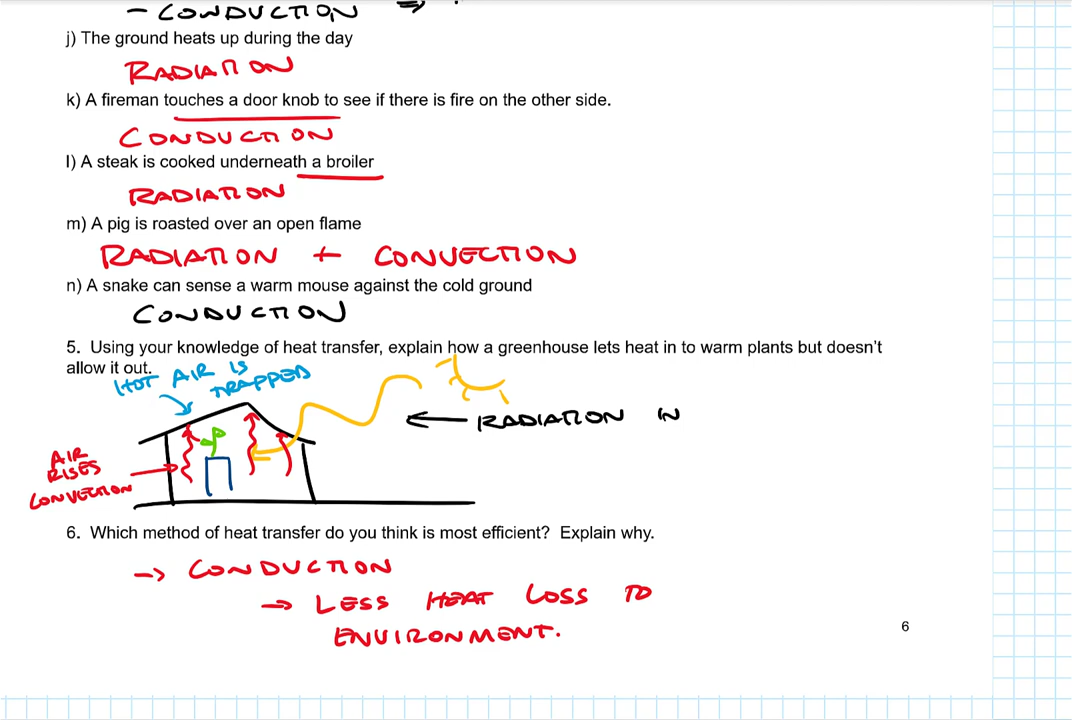 - CONDUCTION
j) The ground heats up during the day
RADIATION
k) A fireman touches a door knob to see if there is fire on the other side.
CONDUCTION
l) A steak is cooked underneath a broiler
RADIATION
m) A pig is roasted over an open flame
RADIATION + CONVECTION
n) A snake can sense a warm mouse against the cold ground
CONDUCTION
5. Using your knowledge of heat transfer, explain how a greenhouse lets heat in to warm plants but doesn't
allow it out.
HOT AIR IS
TRAPPED
← RADIATION IN
AIR
RISES
CONVECTION
6. Which method of heat transfer do you think is most efficient? Explain why.
→ CONDUCTION
→ LESS HEAT LOSS TO
ENVIRONMENT.
6